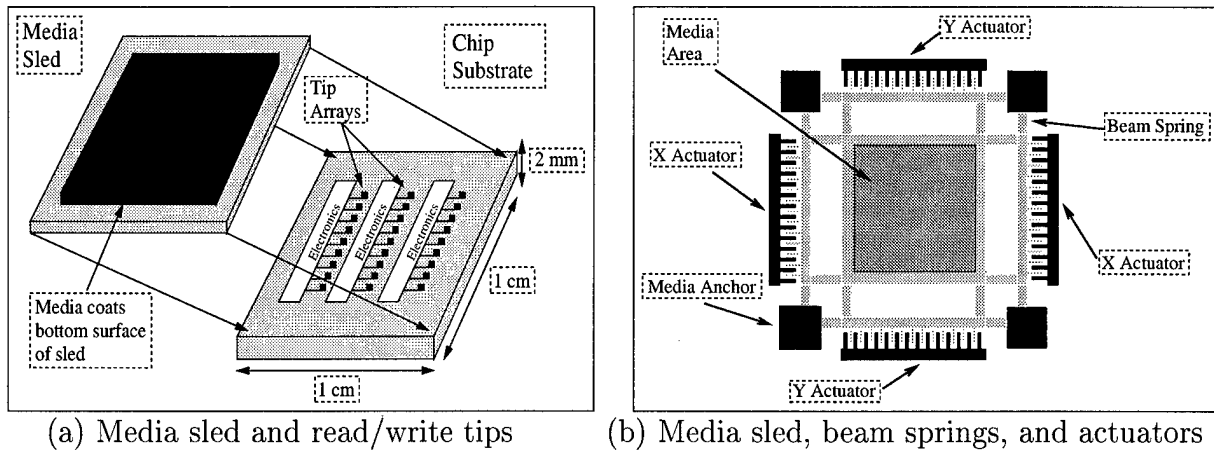 Media
Sled
Chip
Substrate
Tip
Arrays
2 mm
Electronics
Electronics
Electronics
1 cm
Media coats
bottom surface
of sled
1 cm
(a) Media sled and read/write tips
Media
Area
Y Actuator
Beam Spring
X Actuator
X Actuator
Media Anchor
Y Actuator
(b) Media sled, beam springs, and actuators